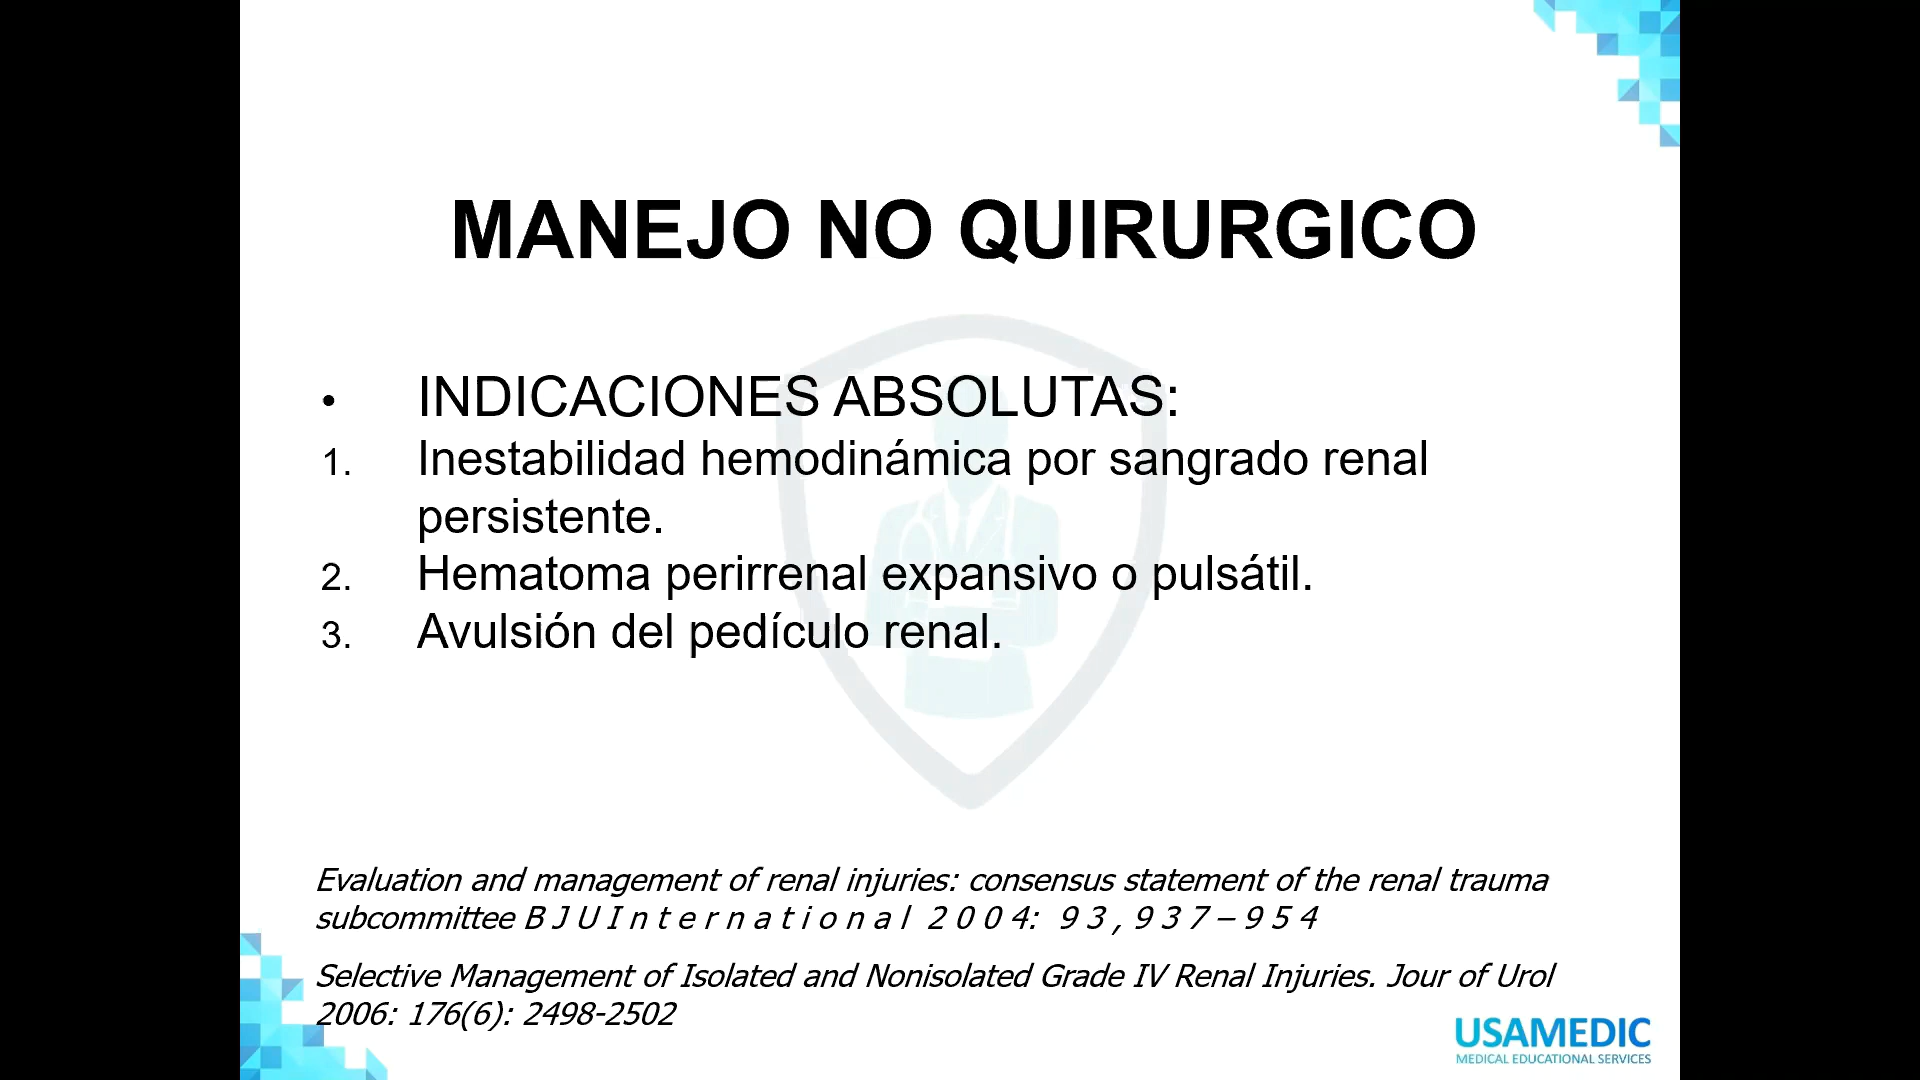 MANEJO NO QUIRURGICO
• INDICACIONES ABSOLUTAS:
1. Inestabilidad hemodinámica por sangrado renal
persistente.
2. Hematoma perirrenal expansivo o pulsátil.
3. Avulsión del pedículo renal.
Evaluation and management of renal injuries: consensus statement of the renal trauma
subcommittee B J U I n t e r n a t i o n a l 2 0 0 4: 9 3 , 9 3 7 – 9 5 4
Selective Management of Isolated and Nonisolated Grade IV Renal Injuries. Jour of Urol
2006: 176(6): 2498-2502
USAMEDIC
MEDICAL EDUCATIONAL SERVICES